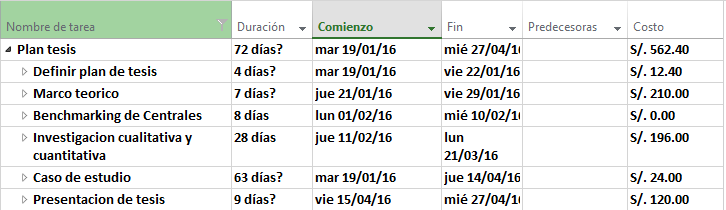 Nombre de tarea Duración Comienzo Fin Predecesoras Costo
Plan tesis 72 días? mar 19/01/16 mié 27/04/16 S/. 562.40
Definir plan de tesis 4 días? mar 19/01/16 vie 22/01/16 S/. 12.40
Marco teorico 7 días? jue 21/01/16 vie 29/01/16 S/. 210.00
Benchmarking de Centrales 8 días lun 01/02/16 mié 10/02/16 S/. 0.00
Investigacion cualitativa y 28 días jue 11/02/16 lun S/. 196.00
cuantitativa 21/03/16
Caso de estudio 63 días? mar 19/01/16 jue 14/04/16 S/. 24.00
Presentacion de tesis 9 días? vie 15/04/16 mié 27/04/16 S/. 120.00